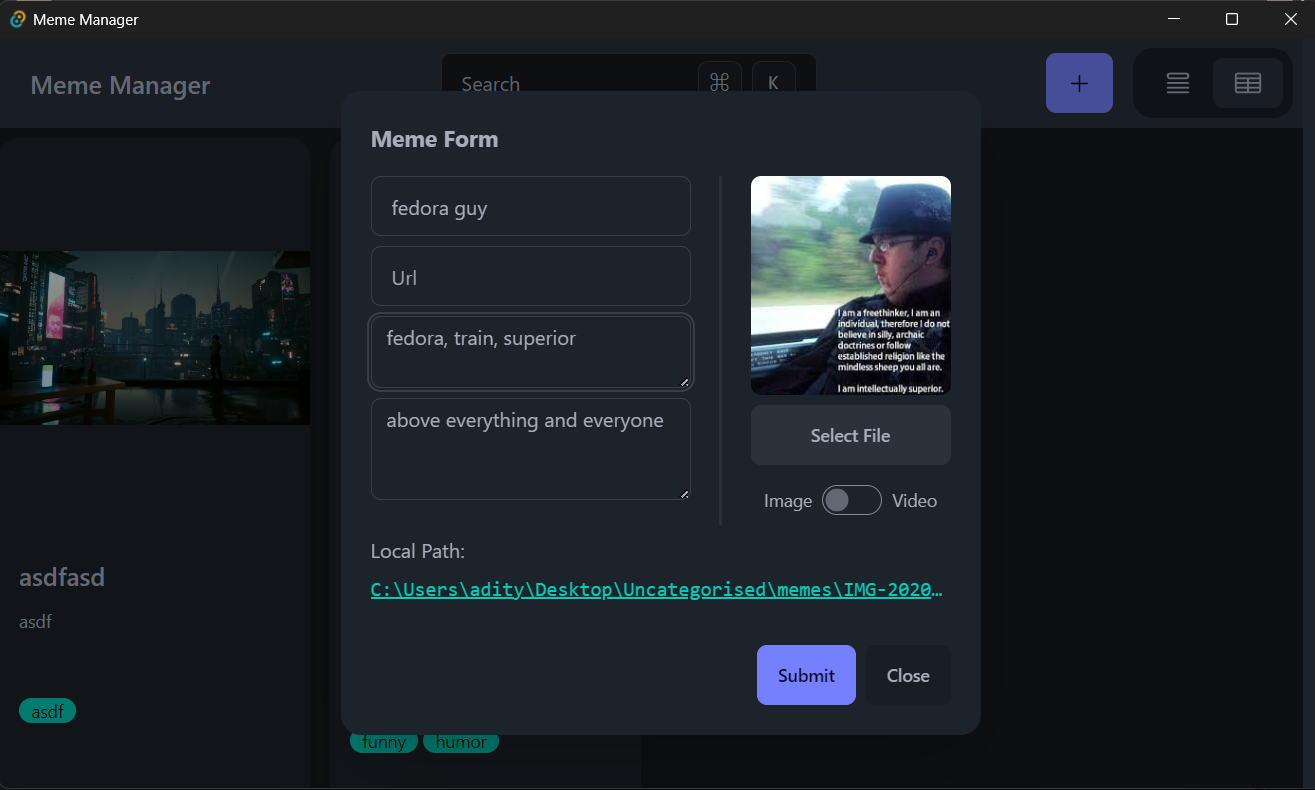 Meme Manager
Meme Manager
Search
⌘
K
+
Meme Form
fedora guy
Url
fedora, train, superior
above everything and everyone
I am a freethinker, I am an
individual, therefore I do not
believe in silly, archaic
doctrines or follow
established religion like the
mindless sheep you all are.
I am intellectually superior.
Select File
Image
Video
Local Path:
C:\Users\adity\Desktop\Uncategorised\memes\IMG-2020…
Submit
Close
asdfasd
asdf
asdf
funny
humor